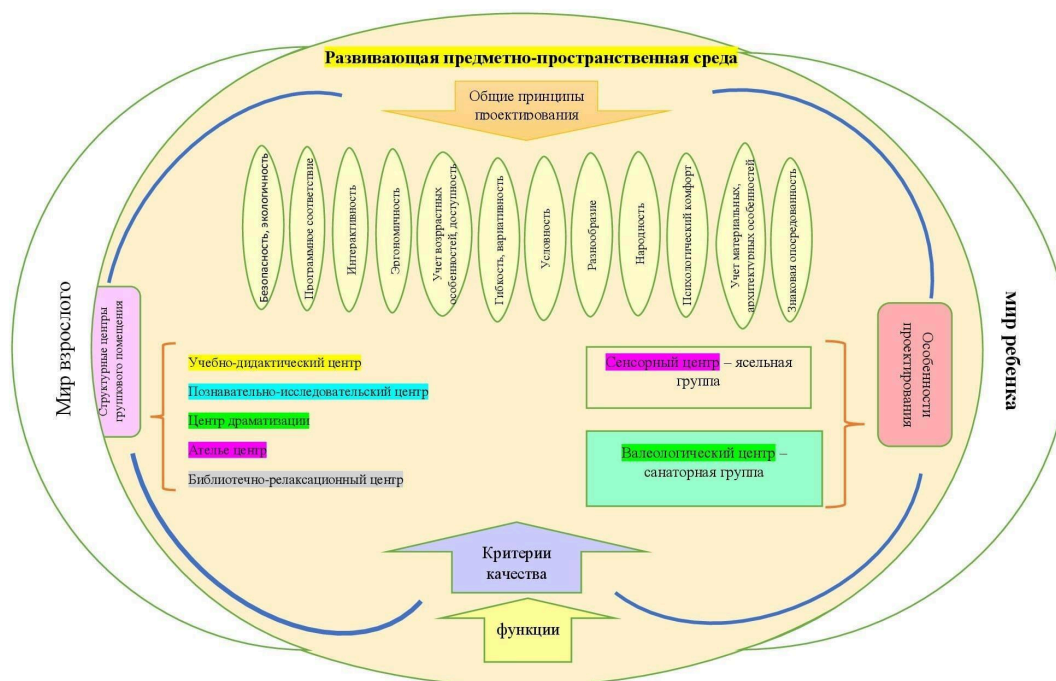 Развивающая предметно-пространственная среда
Общие принципы
проектирования
Безопасность, экологичность
Программное соответствие
Интерактивность
Эргономичность
Учет возррастных
особенностей, доступность
Гибкость, вариативность
Условность
Разнообразие
Народность
Психологический комфорт
Учет материальных,
архитектурных особенностей
Знаковая опосредованность
Мир взрослого
Структурные центры
группового помещения
Учебно-дидактический центр
Познавательно-исследовательский центр
Центр драматизации
Ателье центр
Библиотечно-релаксационный центр
Сенсорный центр – ясельная
группа
Валеологический центр –
санаторная группа
Особенности
проектированияя
мир ребенка
Критерии
качества
функции